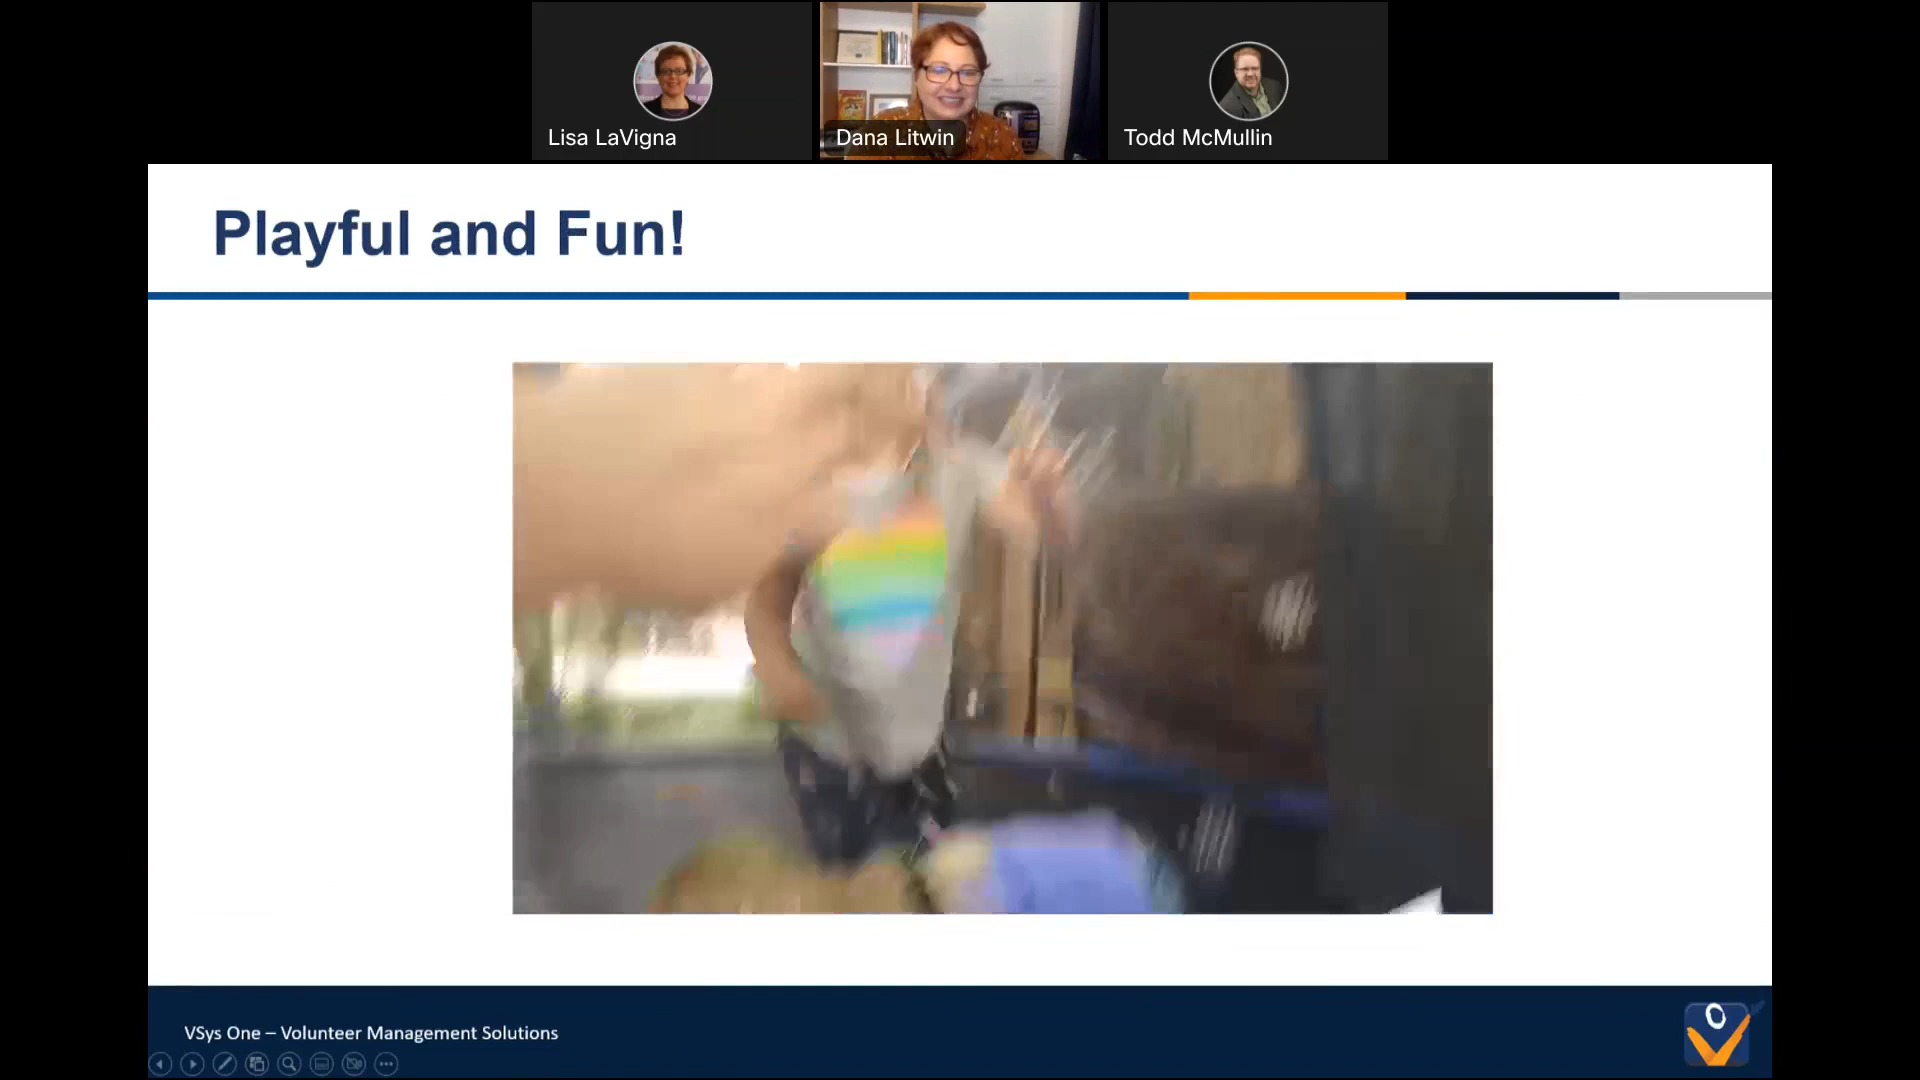 Lisa LaVigna
Dana Litwin
Todd McMullin
Playful and Fun!
VSys One – Volunteer Management Solutions